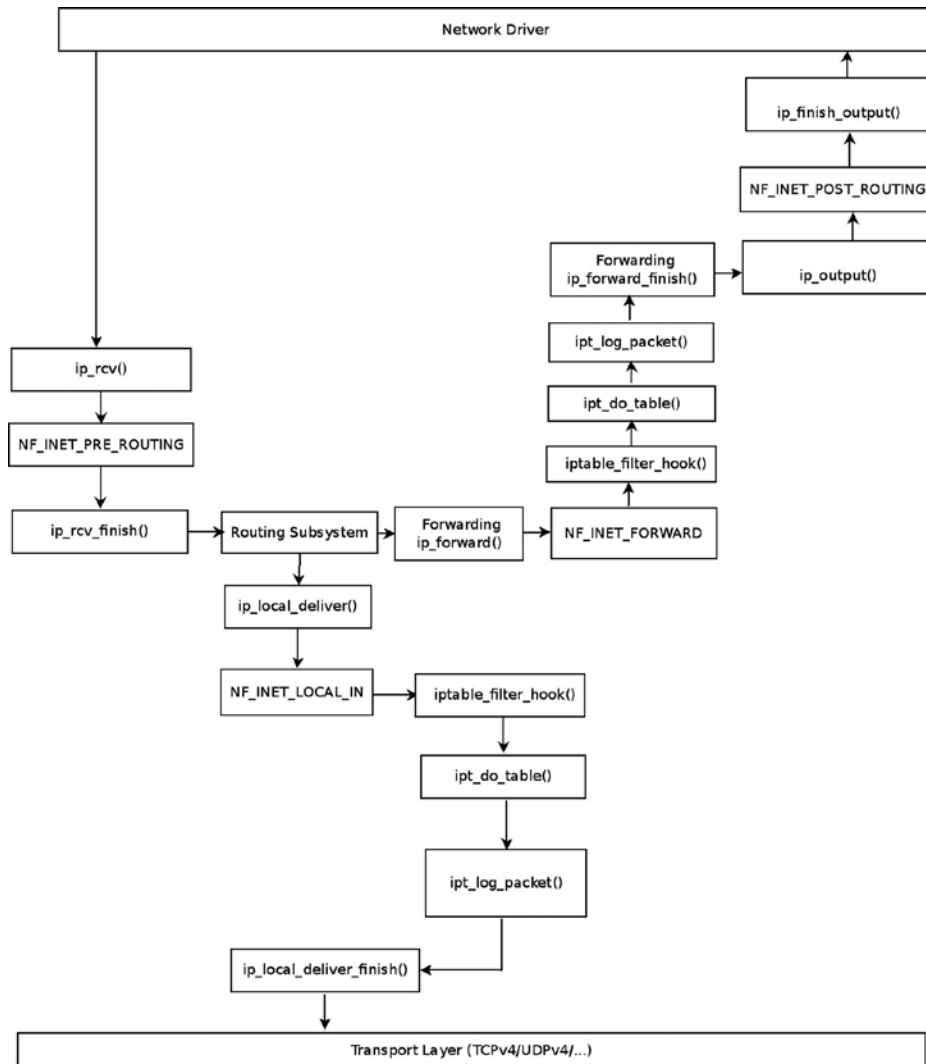 Network Driver
ip_finish_output()
NF_INET_POST_ROUTING
Forwarding
ip_forward_finish()
ip_output()
ipt_log_packet()
ip_rcv()
ipt_do_table()
NF_INET_PRE_ROUTING
iptable_filter_hook()
ip_rcv_finish()
Routing Subsystem
Forwarding
ip_forward()
NF_INET_FORWARD
ip_local_deliver()
NF_INET_LOCAL_IN
iptable_filter_hook()
ipt_do_table()
ipt_log_packet()
ip_local_deliver_finish()
Transport Layer (TCPv4/UDPv4/...)